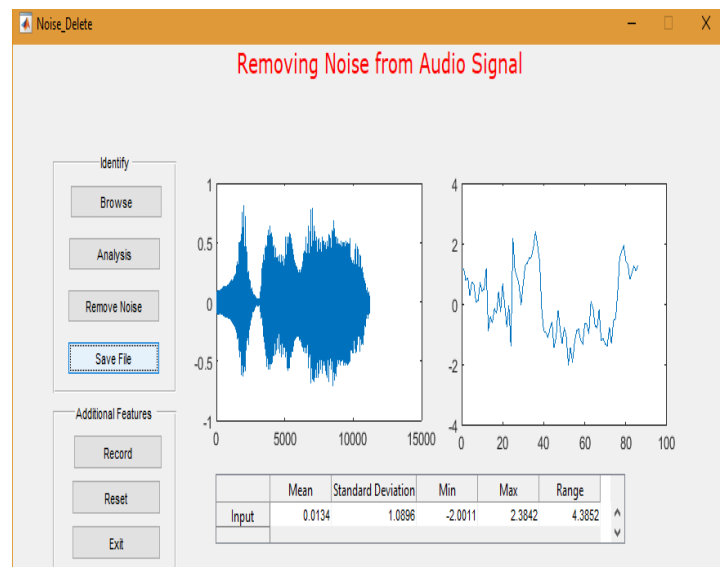 Noise_Delete
Removing Noise from Audio Signal
Identify
Browse
Analysis
Remove Noise
Save File
Additional Features
Record
Reset
Exit
1
0.5
0
-0.5
-1
0 5000 10000 15000
4
2
0
-2
-4
0 20 40 60 80 100
Mean Standard Deviation Min Max Range
Input 0.0134 1.0896 -2.0011 2.3842 4.3852